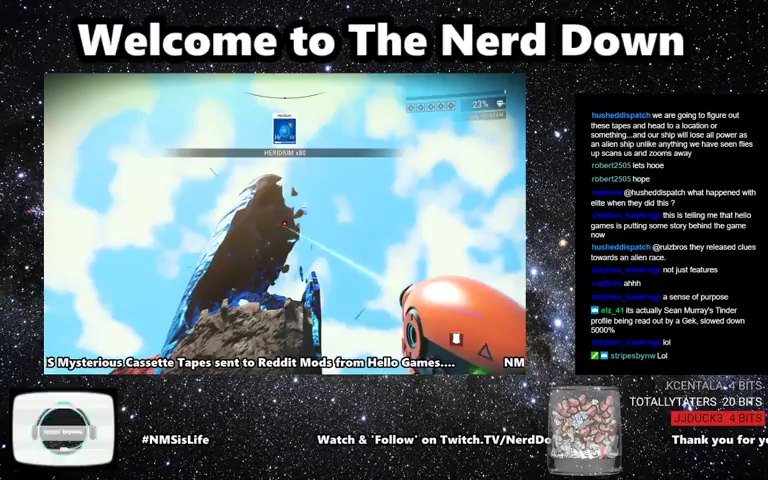 Welcome to The Nerd Down
23%
HERIDIUM x80
S Mysterious Cassette Tapes sent to Reddit Mods from Hello Games.... NM
husheddispatch we are going to figure out
these tapes and head to a location or
something...and our ship will lose all power as
an alien ship unlike anything we have seen flies
up scans us and zooms away
robert2505 lets hooe
robert2505 hope
@husheddispatch what happened with
elite when they did this ?
this is telling me that hello
games is putting some story behind the game
now
husheddispatch @ruizbros they released clues
towards an alien race.
not just features
ahhh
a sense of purpose
elz_41 its actually Sean Murray's Tinder
profile being read out by a Gek, slowed down
5000%
lol
stripesbynw Lol
KCENTALA 4 BITS
TOTALLYTATERS 20 BITS
JJDUCK3 4 BITS
#NMSisLife Watch & 'Follow' on Twitch.TV/NerdDo Thank you for yo